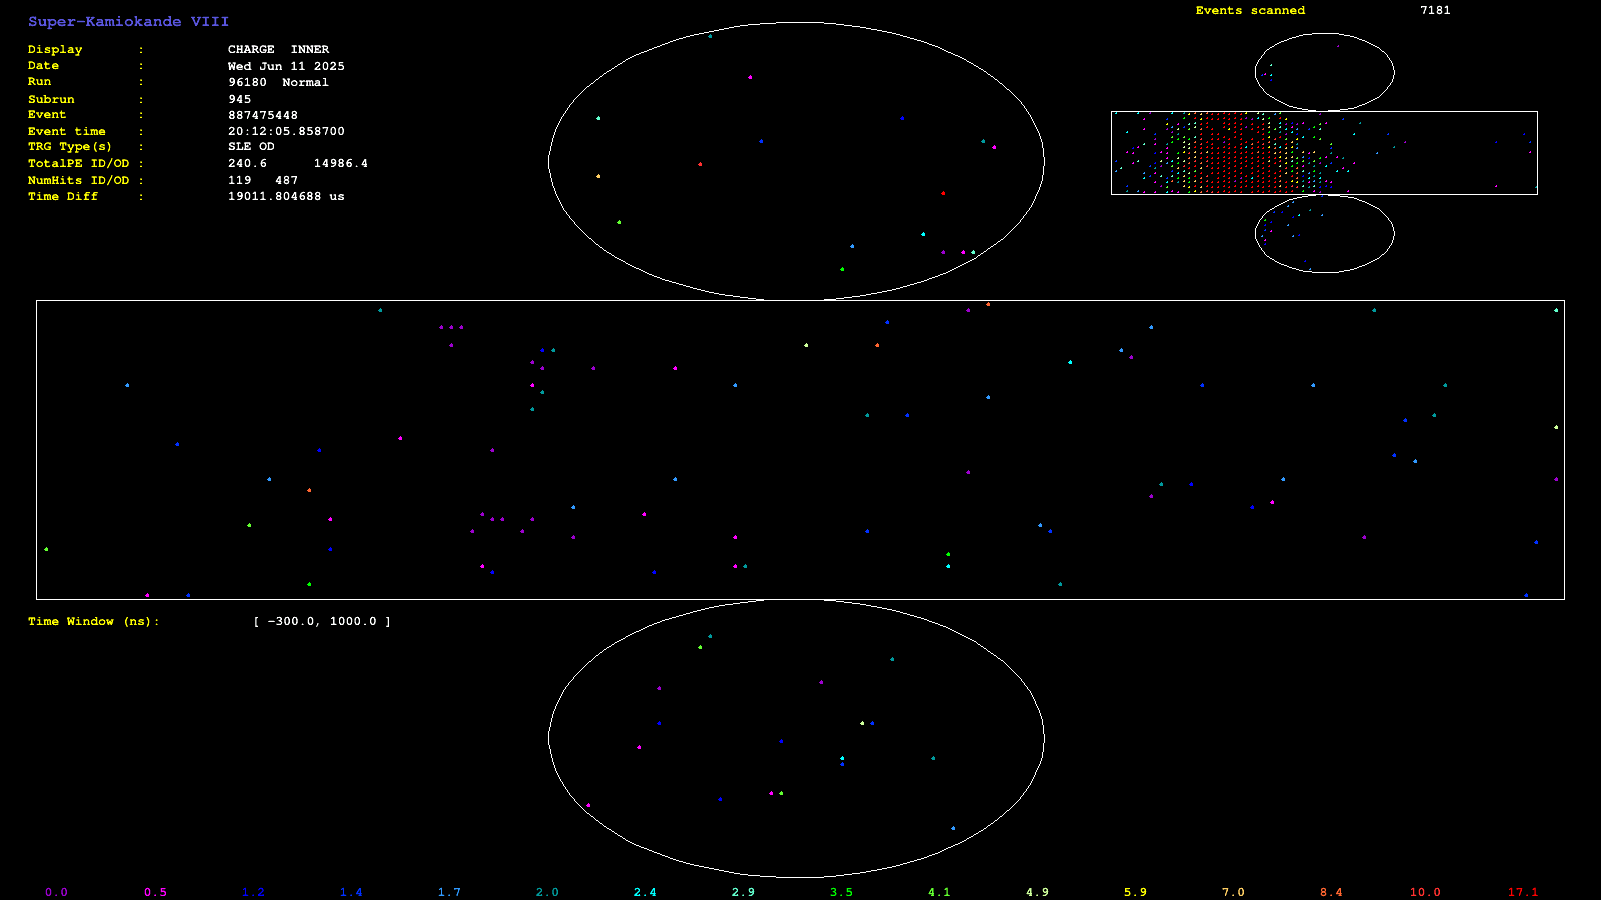 Super-Kamiokande VIII
Events scanned 7181
Display : CHARGE INNER
Date : Wed Jun 11 2025
Run : 96180 Normal
Subrun : 945
Event : 887475448
Event time : 20:12:05.858700
TRG Type(s) : SLE OD
TotalPE ID/OD : 240.6 14986.4
NumHits ID/OD : 119 487
Time Diff : 19011.804688 us
Time Window (ns): [ -300.0, 1000.0 ]
0.0 0.5 1.2 1.4 1.7 2.0 2.4 2.9 3.5 4.1 4.9 5.9 7.0 8.4 10.0 17.1